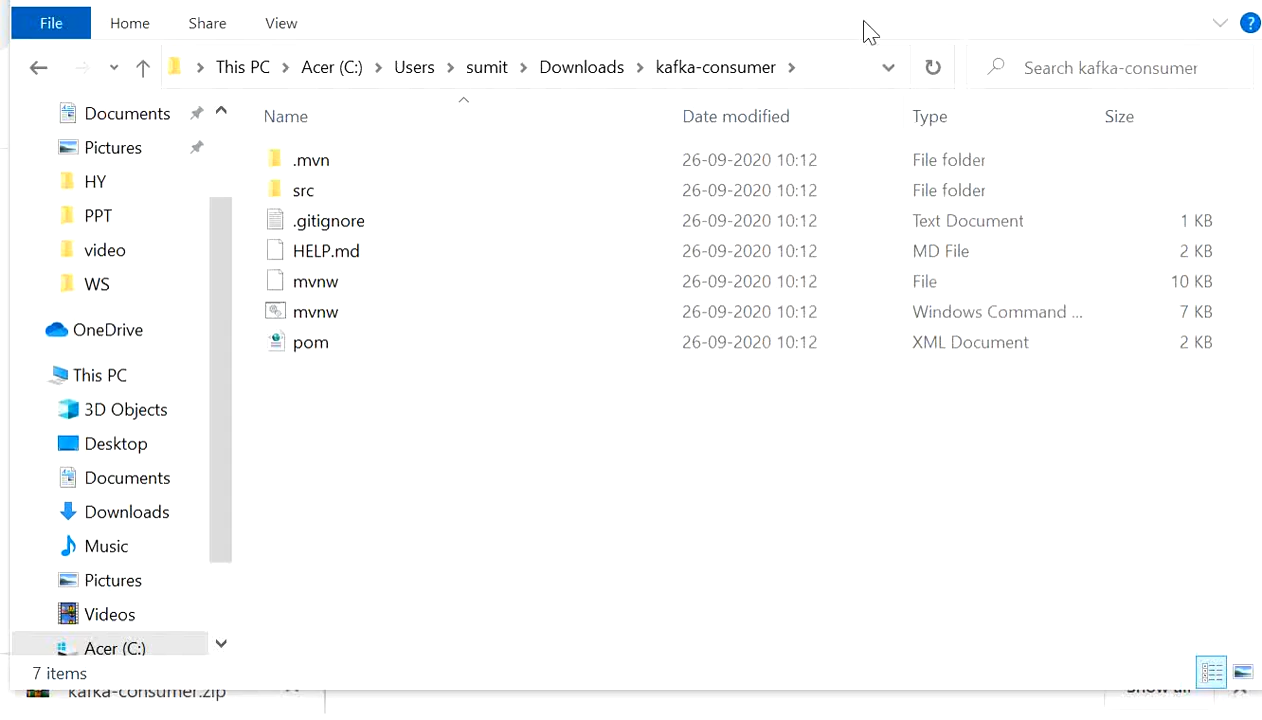 File Home Share View
This PC > Acer (C:) > Users > sumit > Downloads > kafka-consumer > Search kafka-consumer
Documents
Pictures
HY
PPT
video
WS
OneDrive
This PC
3D Objects
Desktop
Documents
Downloads
Music
Pictures
Videos
Acer (C:)
Name Date modified Type Size
.mvn 26-09-2020 10:12 File folder
src 26-09-2020 10:12 File folder
.gitignore 26-09-2020 10:12 Text Document 1 KB
HELP.md 26-09-2020 10:12 MD File 2 KB
mvnw 26-09-2020 10:12 File 10 KB
mvnw 26-09-2020 10:12 Windows Command ... 7 KB
pom 26-09-2020 10:12 XML Document 2 KB
7 items
kafka-consumer.zip
Show all